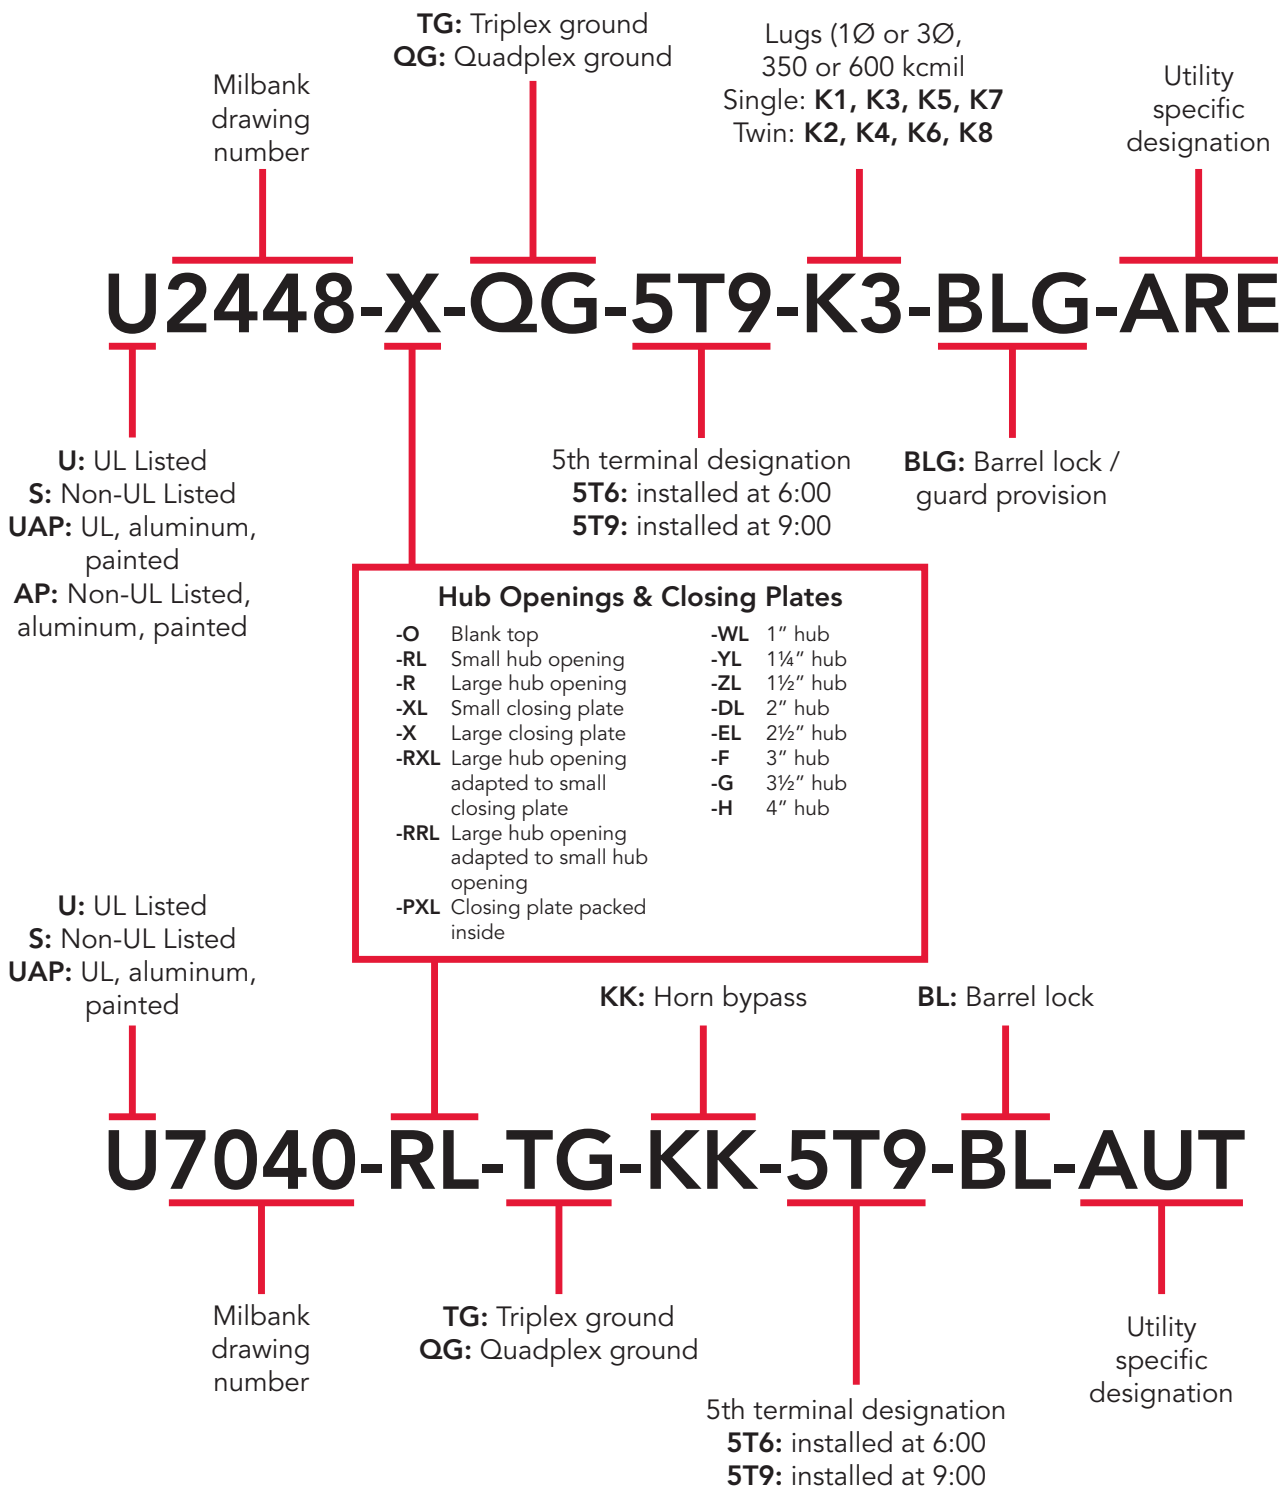 TG: Triplex ground
QG: Quadplex ground
Lugs (1Ø or 3Ø,
350 or 600 kcmil
Single: K1, K3, K5, K7
Twin: K2, K4, K6, K8
Milbank
drawing
number
Utility
specific
designation
U2448-X-QG-5T9-K3-BLG-ARE
U: UL Listed
S: Non-UL Listed
UAP: UL, aluminum,
painted
AP: Non-UL Listed,
aluminum, painted
5th terminal designation
5T6: installed at 6:00
5T9: installed at 9:00
BLG: Barrel lock /
guard provision
Hub Openings & Closing Plates
-O Blank top
-RL Small hub opening
-R Large hub opening
-XL Small closing plate
-X Large closing plate
-RXL Large hub opening
adapted to small
closing plate
-RRL Large hub opening
adapted to small hub
opening
-PXL Closing plate packed
inside
-WL 1” hub
-YL 1¼” hub
-ZL 1½” hub
-DL 2” hub
-EL 2½” hub
-F 3” hub
-G 3½” hub
-H 4” hub
U: UL Listed
S: Non-UL Listed
UAP: UL, aluminum,
painted
KK: Horn bypass
BL: Barrel lock
U7040-RL-TG-KK-5T9-BL-AUT
Milbank
drawing
number
TG: Triplex ground
QG: Quadplex ground
5th terminal designation
5T6: installed at 6:00
5T9: installed at 9:00
Utility
specific
designation